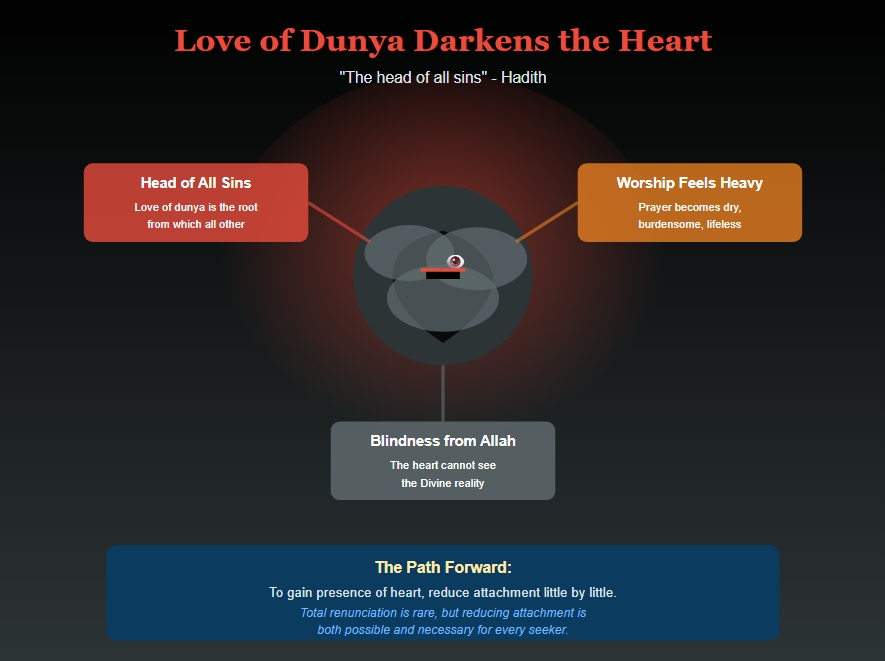 Love of Dunya Darkens the Heart
"The head of all sins" - Hadith
Head of All Sins
Love of dunya is the root
from which all other
Worship Feels Heavy
Prayer becomes dry,
burdensome, lifeless
Blindness from Allah
The heart cannot see
the Divine reality
The Path Forward:
To gain presence of heart, reduce attachment little by little.
Total renunciation is rare, but reducing attachment is
both possible and necessary for every seeker.